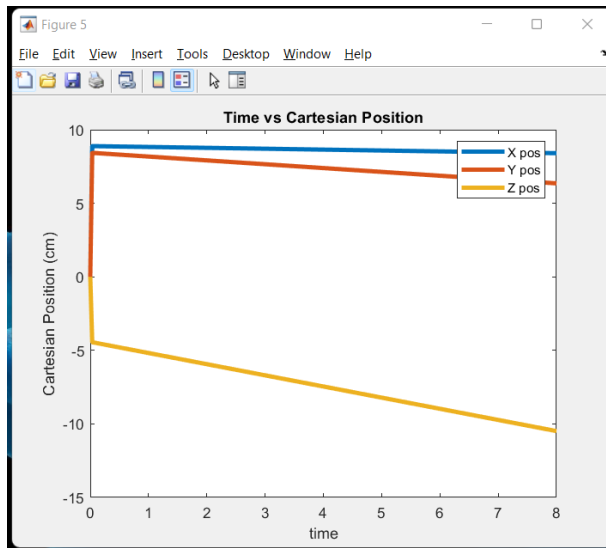 Figure 5
File Edit View Insert Tools Desktop Window Help
Time vs Cartesian Position
10
5
0
-5
-10
-15
Cartesian Position (cm)
X pos
Y pos
Z pos
0 1 2 3 4 5 6 7 8
time